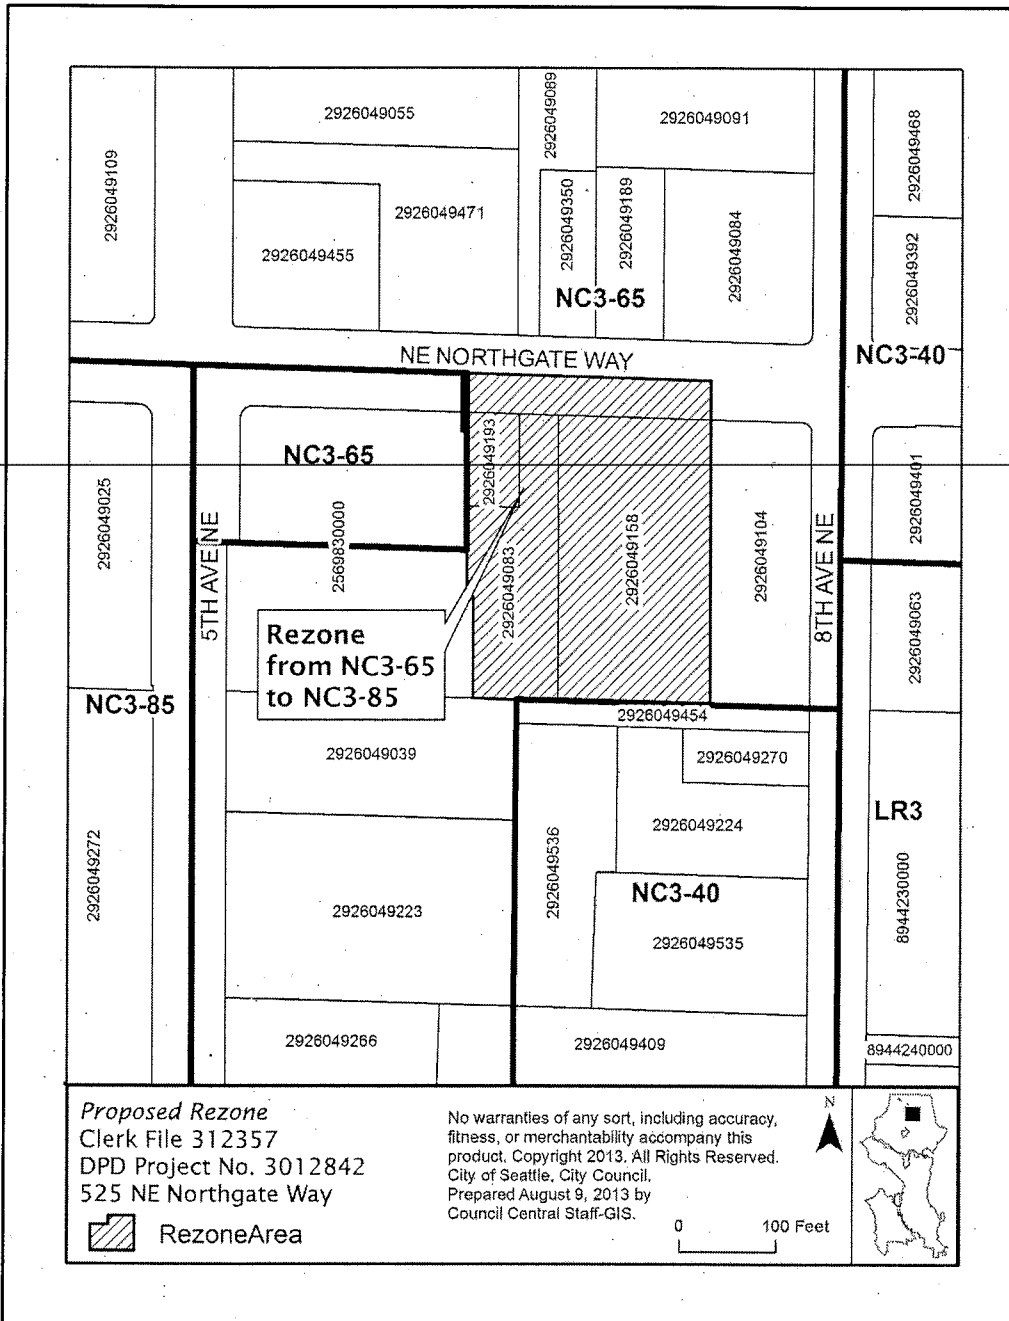 2926049109
2926049055
2926049089
2926049091
2926049468
2926049471
2926049455
2926049350
2926049189
2926049084
2926049392
NC3-65
NE NORTHGATE WAY
NC3-40
NC3-65
2926049193
2926049025
2926049401
5TH AVE NE
2569830000
2926049083
2926049158
2926049104
8TH AVE NE
2926049063
Rezone
from NC3-65
to NC3-85
NC3-85
2926049454
2926049039
2926049270
2926049272
2926049536
2926049224
LR3
NC3-40
2926049223
2926049535
8944230000
2926049266
2926049409
8944240000
Proposed Rezone
Clerk File 312357
DPD Project No. 3012842
525 NE Northgate Way
RezoneArea
No warranties of any sort, including accuracy,
fitness, or merchantability accompany this
product. Copyright 2013. All Rights Reserved.
City of Seattle, City Council.
Prepared August 9, 2013 by
Council Central Staff-GIS.
N
0 100 Feet